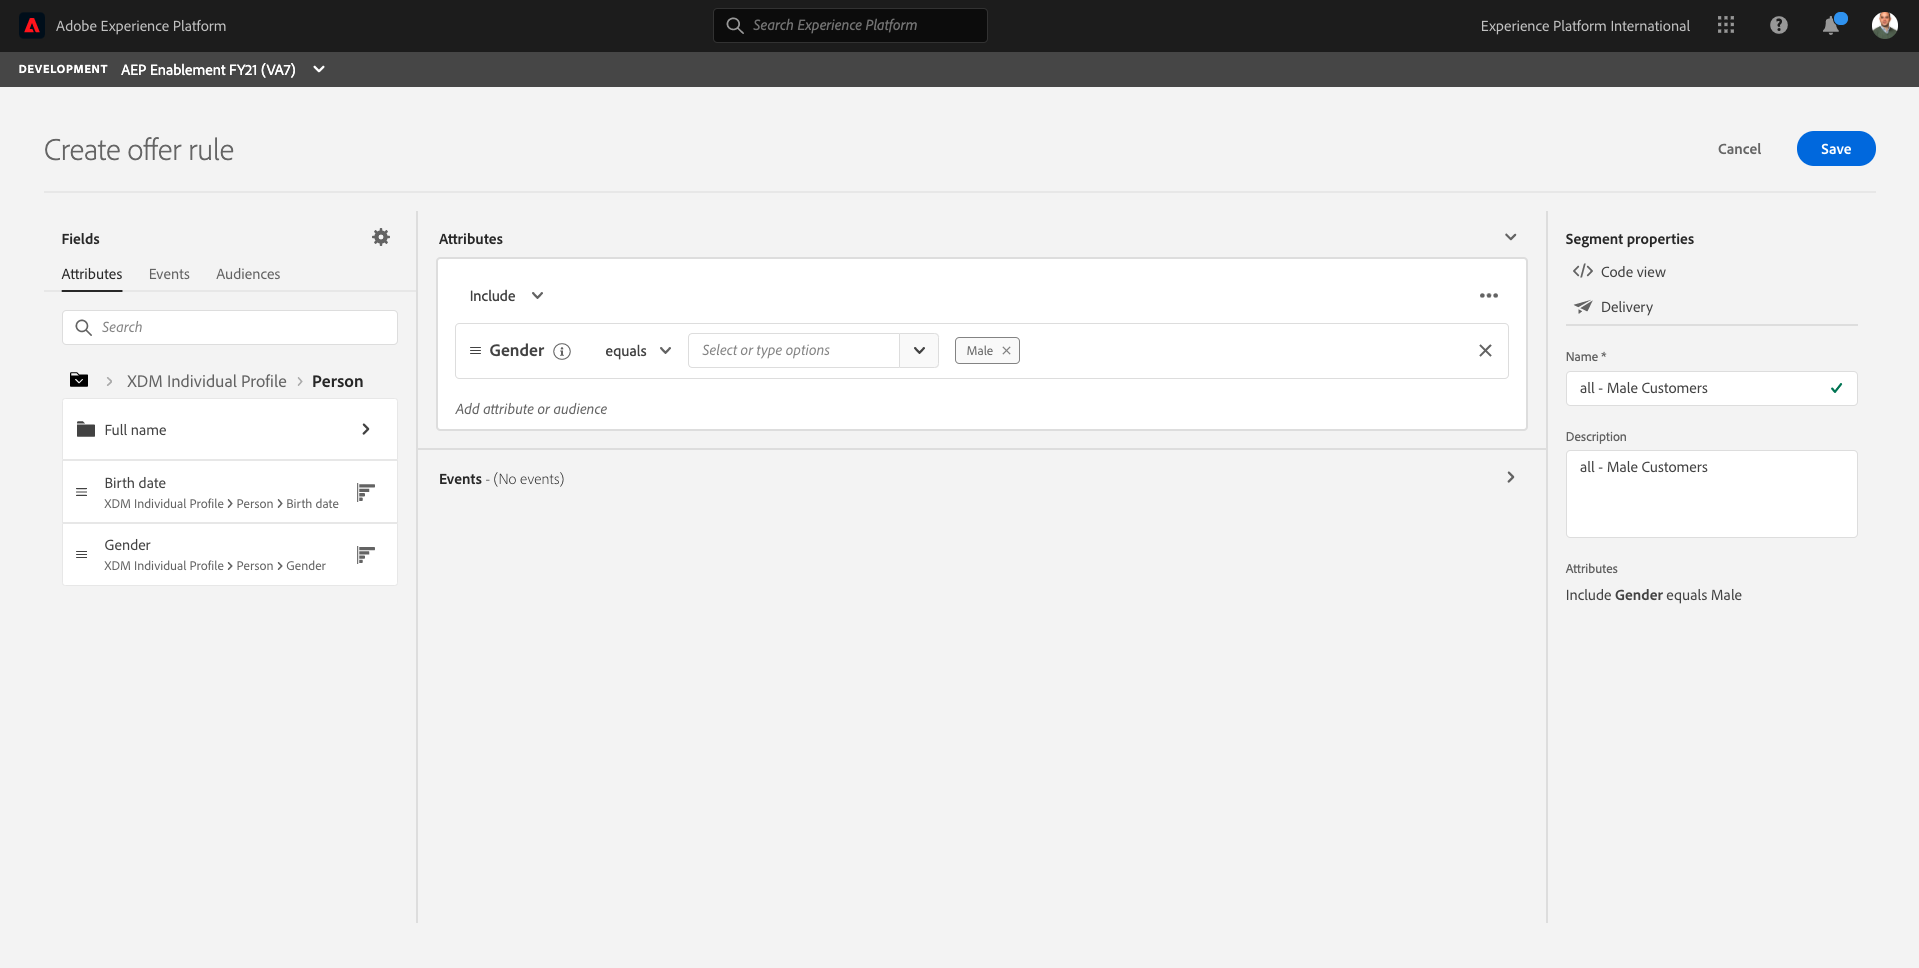 Adobe Experience Platform
Search Experience Platform
Experience Platform International
DEVELOPMENT AEP Enablement FY21 (VA7)
Create offer rule
Cancel
Save
Fields
Attributes Events Audiences
Search
XDM Individual Profile > Person
Full name
Birth date
XDM Individual Profile > Person > Birth date
Gender
XDM Individual Profile > Person > Gender
Attributes
Include
Gender equals Select or type options Male
Add attribute or audience
Events - (No events)
Segment properties
</> Code view
Delivery
Name *
all - Male Customers
Description
all - Male Customers
Attributes
Include Gender equals Male